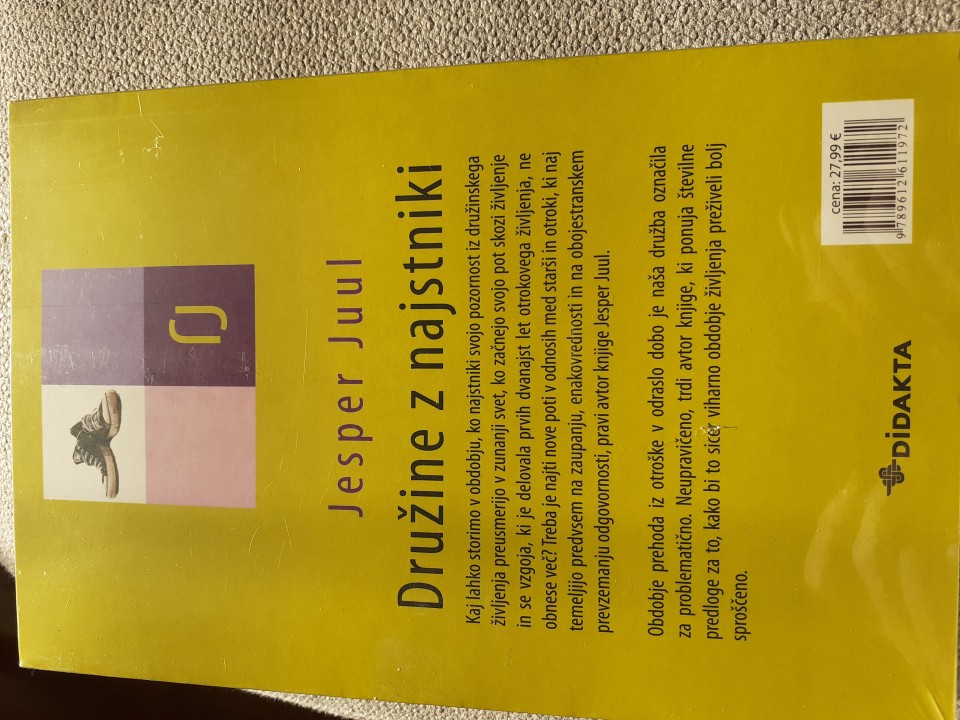 Jesper Juul
Družine z najstniki
Kaj lahko storimo v obdobju, ko najstniki svojo pozornost iz družinskega
življenja preusmerijo v zunanji svet, ko začnejo svojo pot skozi življenje
in se vzgoja, ki je delovala prvih dvanajst let otrokovega življenja, ne
obnese več? Treba je najti nove poti v odnosih med starši in otroki, ki naj
temeljijo predvsem na zaupanju, enakovrednosti in na obojestranskem
prevzemanju odgovornosti, pravi avtor knjige Jesper Juul.
Obdobje prehoda iz otroške v odraslo dobo je naša družba označila
za problematično. Neupravičeno, trdi avtor knjige, ki ponuja številne
predloge za to, kako bi to sicer viharno obdobje življenja preživeli bolj
sproščeno.
DIDAKTA
cena: 27,99 €
9 789612 611972